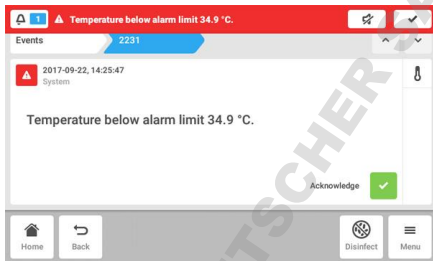 1 Temperature below alarm limit 34.9 °C.
Events 2231
2017-09-22, 14:25:47
System
Temperature below alarm limit 34.9 °C.
Acknowledge
Home Back Disinfect Menu